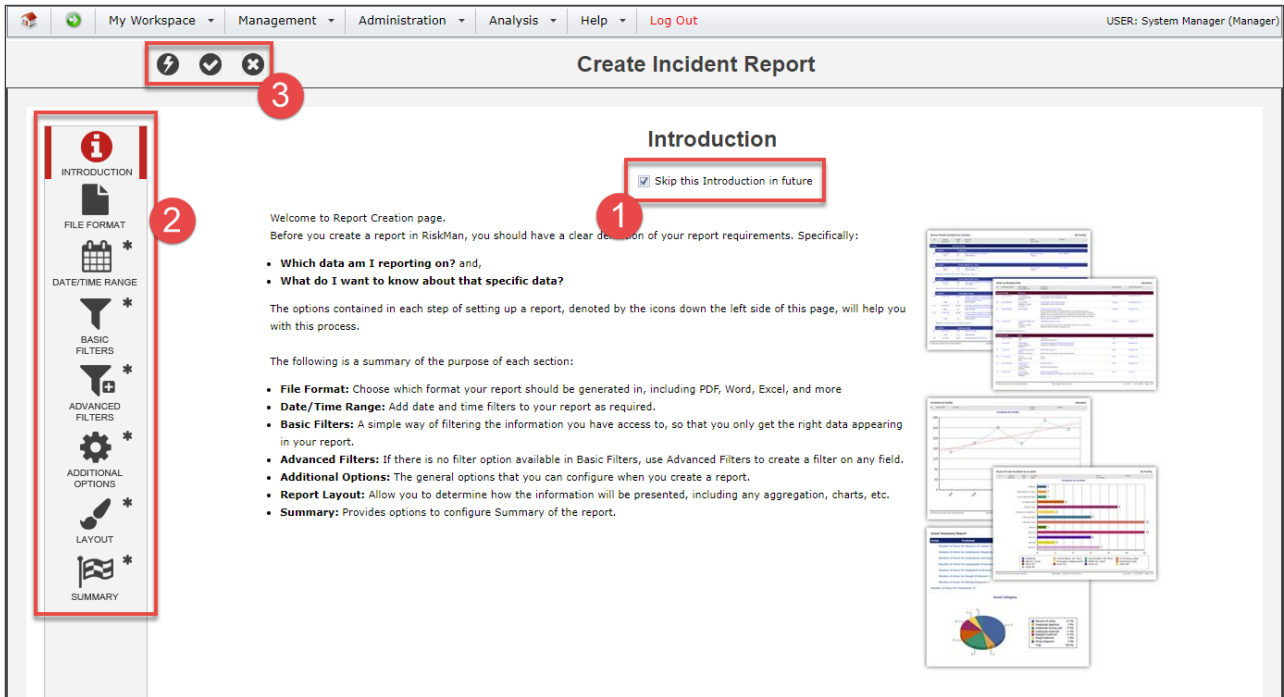 My Workspace Management Administration Analysis Help Log Out USER: System Manager (Manager)
Create Incident Report
3
INTRODUCTION
FILE FORMAT
*
DATE/TIME RANGE
*
BASIC
FILTERS
*
ADVANCED
FILTERS
*
ADDITIONAL
OPTIONS
*
LAYOUT
*
SUMMARY
2
Introduction
Skip this Introduction in future
1
Welcome to Report Creation page.
Before you create a report in RiskMan, you should have a clear of your report requirements. Specifically:
• Which data am I reporting on? and,
• What do I want to know about that specific data?
The options contained in each step of setting up a report, denoted by the icons down the left side of this page, will help you
with this process.
The following is a summary of the purpose of each section:
• File Format: Choose which format your report should be generated in, including PDF, Word, Excel, and more
• Date/Time Range: Add date and time filters to your report as required.
• Basic Filters: A simple way of filtering the information you have access to, so that you only get the right data appearing
in your report.
• Advanced Filters: If there is no filter option available in Basic Filters, use Advanced Filters to create a filter on any field.
• Additional Options: The general options that you can configure when you create a report.
• Report Layout: Allow you to determine how the information will be presented, including any aggregation, charts, etc.
• Summary: Provides options to configure Summary of the report.